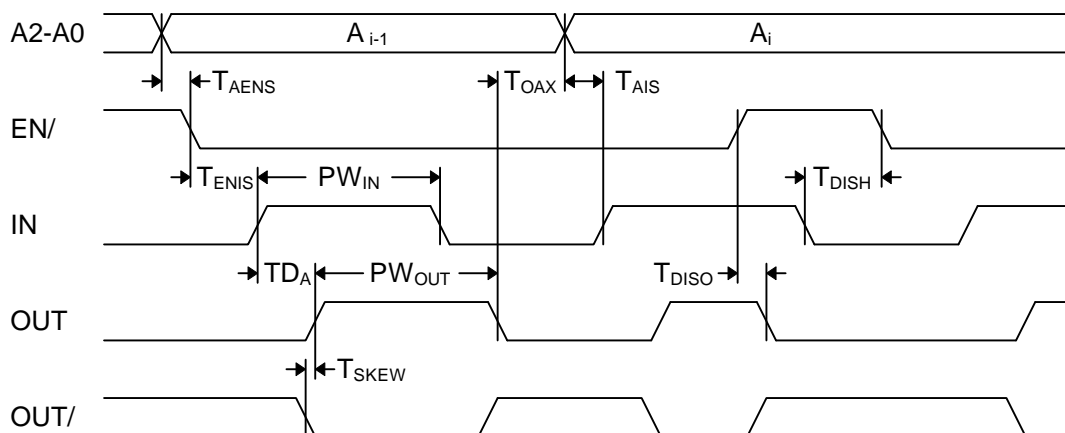 A2-A0 A i-1 Ai
TAENS TOAX TAIS
EN/
TENIS PWIN TDISH
IN
TDA PWOUT TDISO
OUT
TSKEW
OUT/